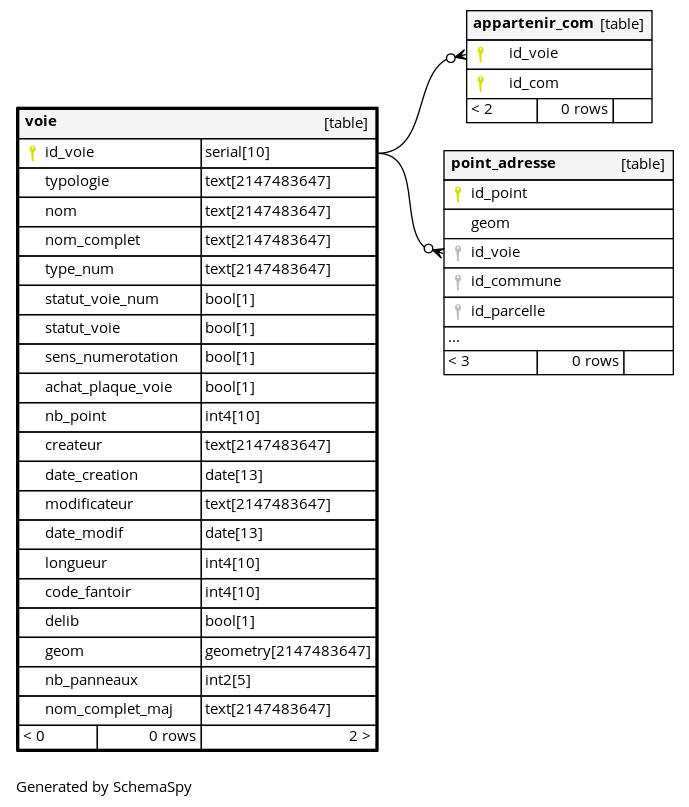 voie [table]
id_voie serial[10]
typologie text[2147483647]
nom text[2147483647]
nom_complet text[2147483647]
type_num text[2147483647]
statut_voie_num bool[1]
statut_voie bool[1]
sens_numerotation bool[1]
achat_plaque_voie bool[1]
nb_point int4[10]
createur text[2147483647]
date_creation date[13]
modificateur text[2147483647]
date_modif date[13]
longueur int4[10]
code_fantoir int4[10]
delib bool[1]
geom geometry[2147483647]
nb_panneaux int2[5]
nom_complet_maj text[2147483647]
< 0 0 rows 2 >
appartenir_com [table]
id_voie
id_com
< 2 0 rows
point_adresse [table]
id_point
geom
id_voie
id_commune
id_parcelle
...
< 3 0 rows
Generated by SchemaSpy